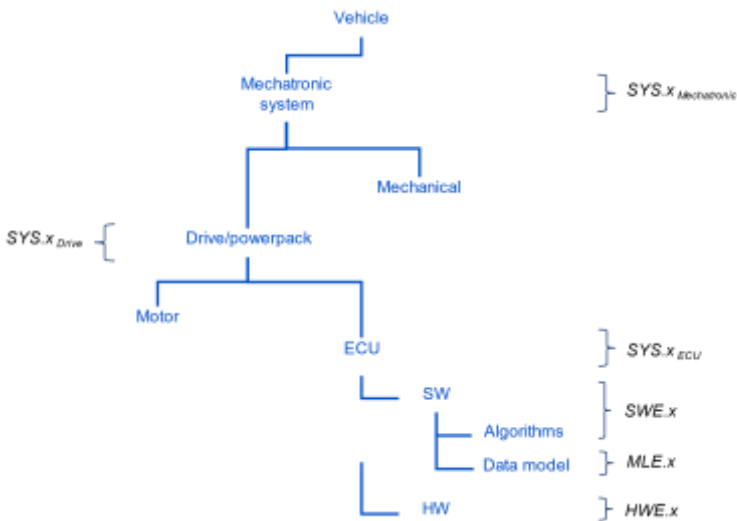 Vehicle
Mechatronic
system
SYS.x Mechatronic
Mechanical
SYS.x Drive
Drive/powerpack
Motor
ECU
SYS.x ECU
SW
SWE.x
Algorithms
Data model
MLE.x
HW
HWE.x